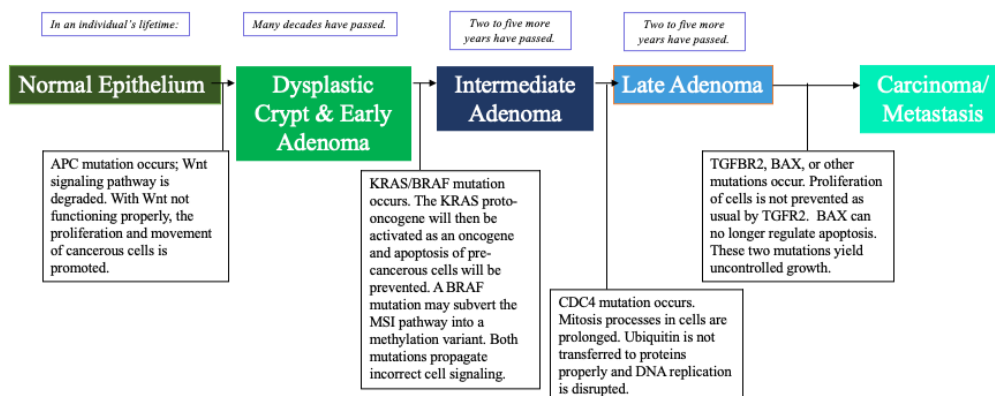 In an individual's lifetime:
Many decades have passed.
Two to five more
years have passed.
Two to five more
years have passed.
Normal Epithelium
Dysplastic
Crypt & Early
Adenoma
Intermediate
Adenoma
Late Adenoma
Carcinoma/
Metastasis
APC mutation occurs; Wnt
signaling pathway is
degraded. With Wnt not
functioning properly, the
proliferation and movement
of cancerous cells is
promoted.
KRAS/BRAF mutation
occurs. The KRAS proto-
oncogene will then be
activated as an oncogene
and apoptosis of pre-
cancerous cells will be
prevented. A BRAF
mutation may subvert the
MSI pathway into a
methylation variant. Both
mutations propagate
incorrect cell signaling.
CDC4 mutation occurs.
Mitosis processes in cells are
prolonged. Ubiquitin is not
transferred to proteins
properly and DNA replication
is disrupted.
TGFBR2, BAX, or other
mutations occur. Proliferation
of cells is not prevented as
usual by TGFR2. BAX can
no longer regulate apoptosis.
These two mutations yield
uncontrolled growth.